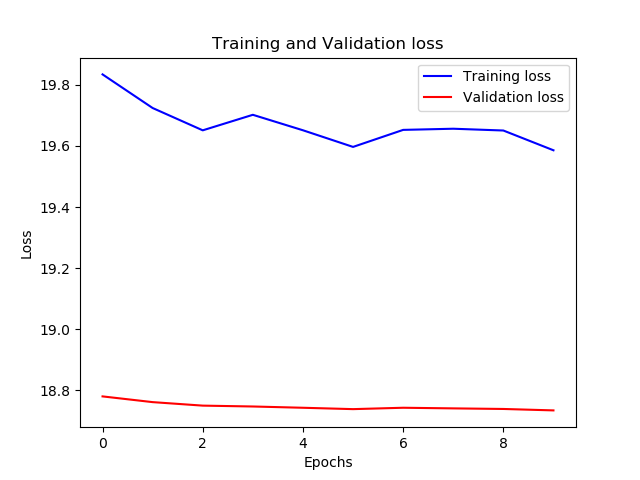 Training and Validation loss
Training loss
Validation loss
19.8
19.6
19.4
19.2
19.0
18.8
Loss
0 2 4 6 8
Epochs